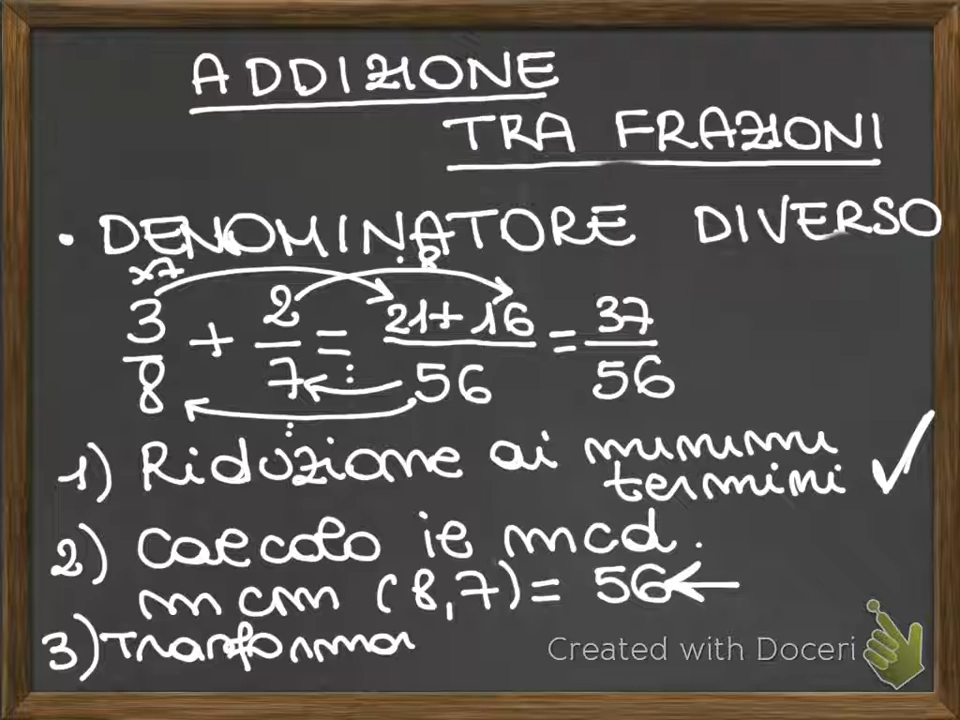 ADDIZIONE
TRA FRAZIONI
• DENOMINATORE DIVERSO
x7 · 8
3/8 + 2/7 = 21+16/56 = 37/56
: :
1) Riduzione ai minimi
termini ✓
2) Calcolo il mcd.
mcm (8,7) = 56 ←
3) Tranforma
Created with Doceri